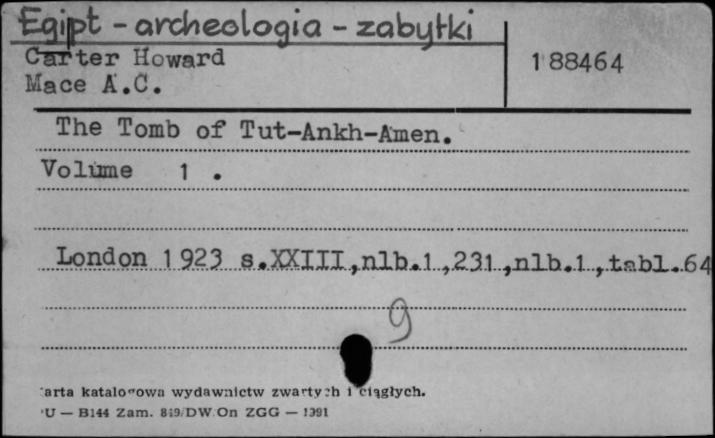 Egipt - archeologia - zabytki
Carter Howard
188464
Mace A.C.
The Tomb of Tut-Ankh-Amen.
Volume 1 .
London 1923 s.XXIII,nlb.1,231,nlb.1,tabl.64
9
arta katalogowa wydawnictw zwartych i ciągłych.
U — B144 Zam. 849/DW.On ZGG — 1391